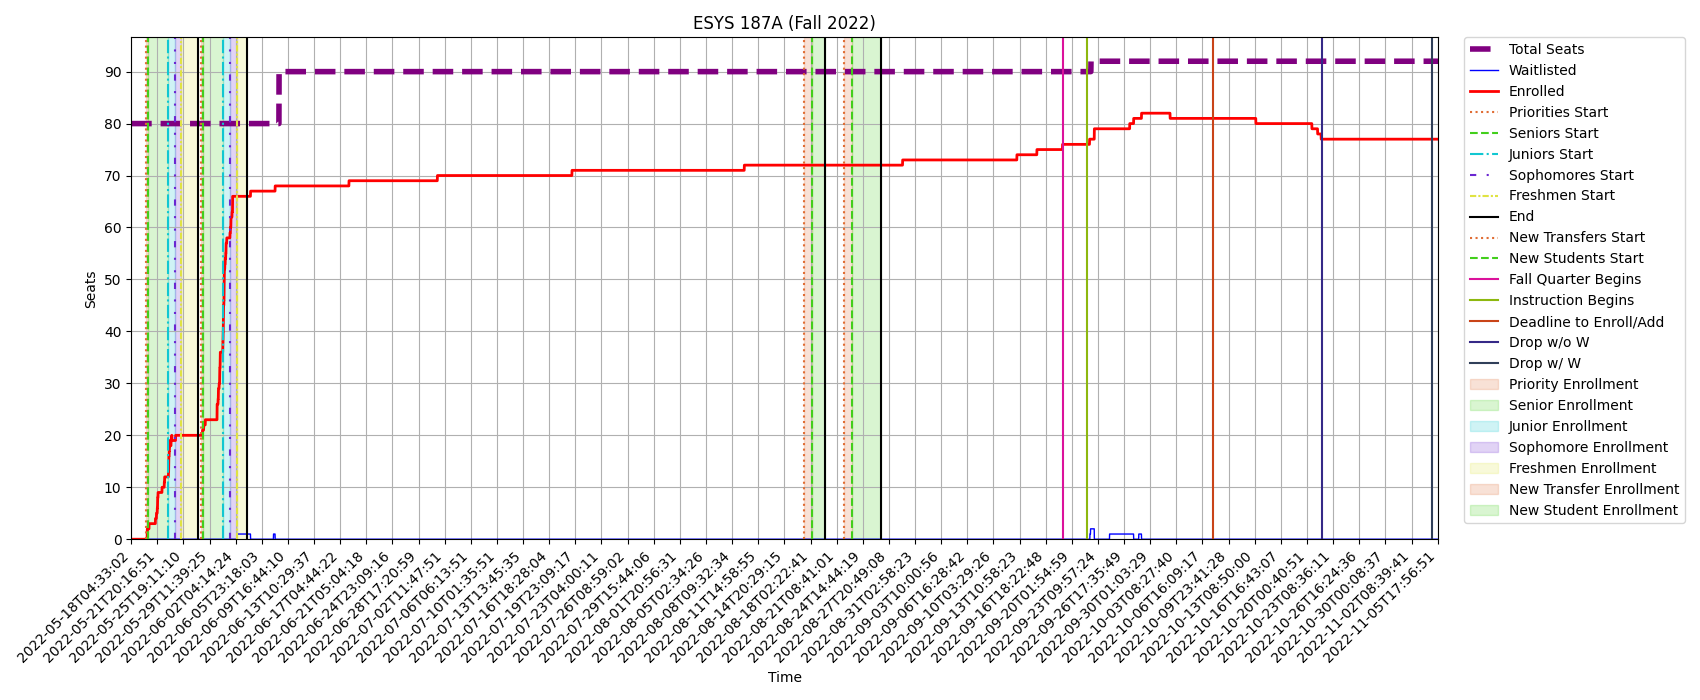 ESYS 187A (Fall 2022)
Seats
90
80
70
60
50
40
30
20
10
0
2022-05-18T04:33:02
2022-05-21T20:16:51
2022-05-25T19:11:10
2022-05-29T11:39:25
2022-06-02T04:14:24
2022-06-05T23:18:03
2022-06-09T16:44:10
2022-06-13T10:29:37
2022-06-17T04:44:22
2022-06-21T05:04:18
2022-06-24T23:09:16
2022-06-28T17:20:59
2022-07-02T11:47:51
2022-07-06T06:13:51
2022-07-10T01:35:51
2022-07-13T13:45:35
2022-07-16T18:28:04
2022-07-19T23:09:17
2022-07-23T04:00:11
2022-07-26T08:59:02
2022-07-29T15:44:06
2022-08-01T20:56:31
2022-08-05T02:34:26
2022-08-08T09:32:34
2022-08-11T14:58:55
2022-08-14T20:29:15
2022-08-18T02:22:41
2022-08-21T08:41:01
2022-08-24T14:44:19
2022-08-27T20:49:08
2022-08-31T02:58:23
2022-09-03T10:00:56
2022-09-06T16:28:42
2022-09-10T03:29:26
2022-09-13T10:58:23
2022-09-16T18:22:48
2022-09-20T01:54:59
2022-09-23T09:57:24
2022-09-26T17:35:49
2022-09-30T01:03:29
2022-10-03T08:27:40
2022-10-06T16:09:17
2022-10-09T23:41:28
2022-10-13T08:50:00
2022-10-16T16:43:07
2022-10-20T00:40:51
2022-10-23T08:36:11
2022-10-26T16:24:36
2022-10-30T00:08:37
2022-11-02T08:39:41
2022-11-05T17:56:51
Time
Total Seats
Waitlisted
Enrolled
Priorities Start
Seniors Start
Juniors Start
Sophomores Start
Freshmen Start
End
New Transfers Start
New Students Start
Fall Quarter Begins
Instruction Begins
Deadline to Enroll/Add
Drop w/o W
Drop w/ W
Priority Enrollment
Senior Enrollment
Junior Enrollment
Sophomore Enrollment
Freshmen Enrollment
New Transfer Enrollment
New Student Enrollment